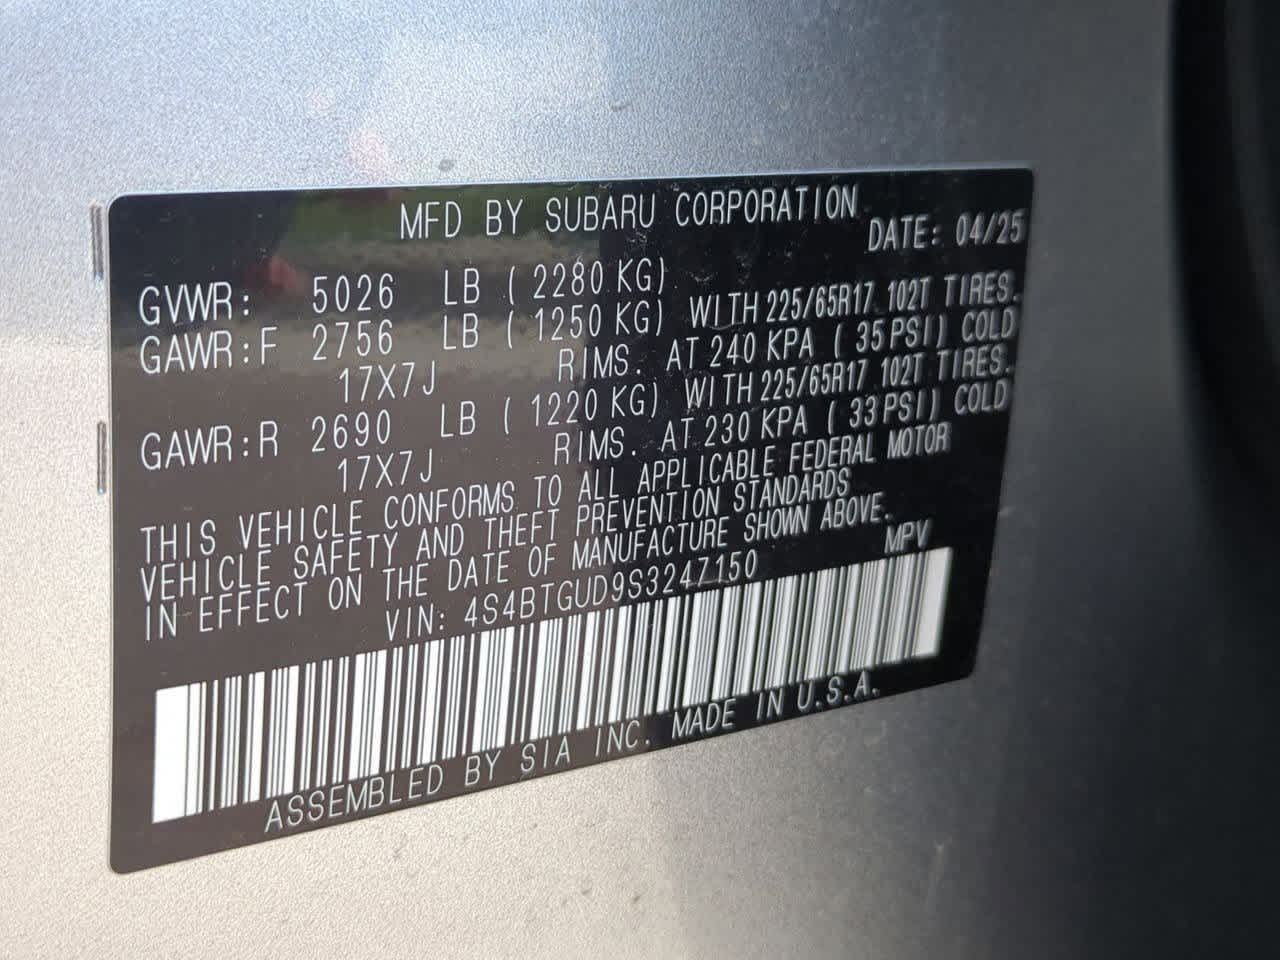 MFD BY SUBARU CORPORATION
DATE: 04/25
GVWR: 5026 LB ( 2280 KG)
GAWR:F 2756 LB ( 1250 KG) WITH 225/65R17 102T TIRES.
17X7J RIMS. AT 240 KPA ( 35 PSI) COLD
GAWR:R 2690 LB ( 1220 KG) WITH 225/65R17 102T TIRES.
17X7J RIMS. AT 230 KPA ( 33 PSI) COLD
THIS VEHICLE CONFORMS TO ALL APPLICABLE FEDERAL MOTOR
VEHICLE SAFETY AND THEFT PREVENTION STANDARDS
IN EFFECT ON THE DATE OF MANUFACTURE SHOWN ABOVE.
VIN: 4S4BTGUD9S3247150 MPV
ASSEMBLED BY SIA INC. MADE IN U.S.A.